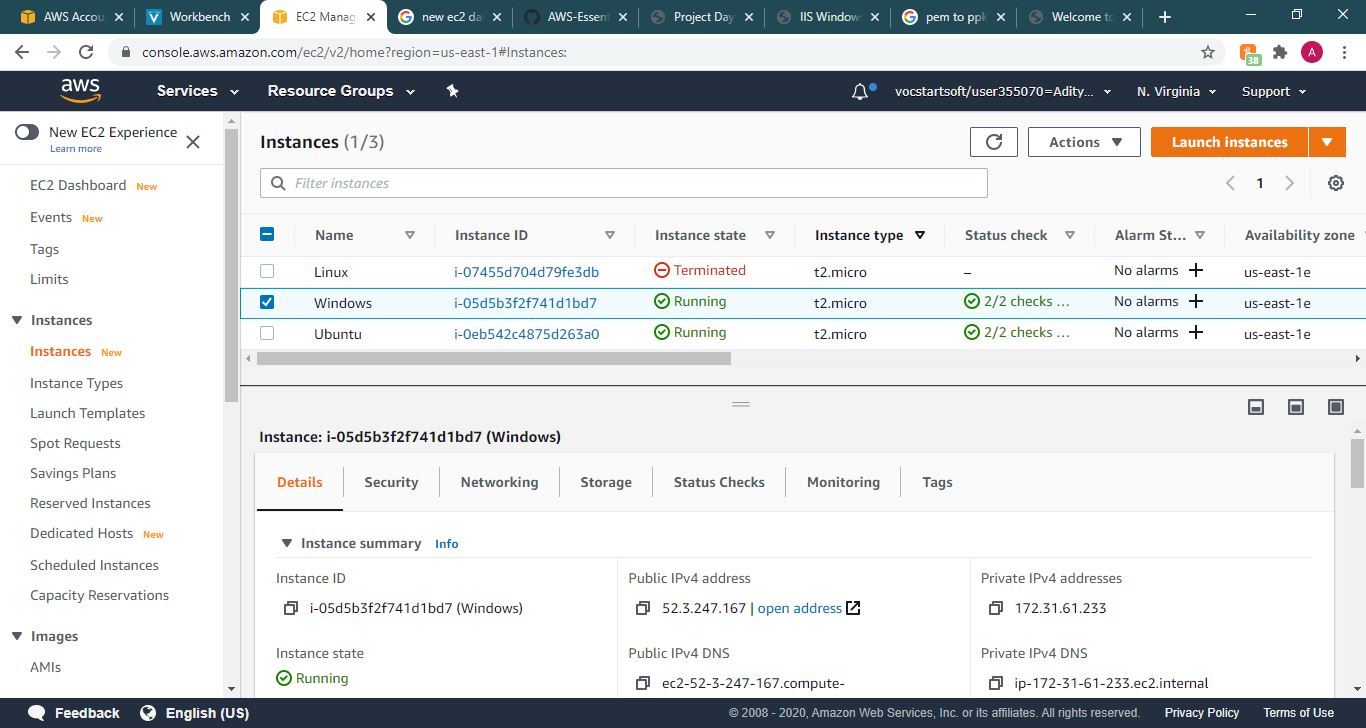 AWS Accou
Workbench
EC2 Manag
new ec2 da
AWS-Essent
Project Day
IIS Window
pem to ppk
Welcome to
console.aws.amazon.com/ec2/v2/home?region=us-east-1#Instances:
38
A
aws
Services
Resource Groups
vocstartsoft/user355070=Adity...
N. Virginia
Support
New EC2 Experience
Learn more
EC2 Dashboard New
Events New
Tags
Limits
Instances
Instances New
Instance Types
Launch Templates
Spot Requests
Savings Plans
Reserved Instances
Dedicated Hosts New
Scheduled Instances
Capacity Reservations
Images
AMIs
Instances (1/3)
Actions
Launch instances
Filter instances
1
Name Instance ID Instance state Instance type Status check Alarm St... Availability zone
Linux i-07455d704d79fe3db Terminated t2.micro – No alarms + us-east-1e
Windows i-05d5b3f2f741d1bd7 Running t2.micro 2/2 checks ... No alarms + us-east-1e
Ubuntu i-0eb542c4875d263a0 Running t2.micro 2/2 checks ... No alarms + us-east-1e
Instance: i-05d5b3f2f741d1bd7 (Windows)
Details Security Networking Storage Status Checks Monitoring Tags
Instance summary Info
Instance ID
i-05d5b3f2f741d1bd7 (Windows)
Public IPv4 address
52.3.247.167 | open address
Private IPv4 addresses
172.31.61.233
Instance state
Running
Public IPv4 DNS
ec2-52-3-247-167.compute-
Private IPv4 DNS
ip-172-31-61-233.ec2.internal
Feedback
English (US)
© 2008 - 2020, Amazon Web Services, Inc. or its affiliates. All rights reserved.
Privacy Policy
Terms of Use